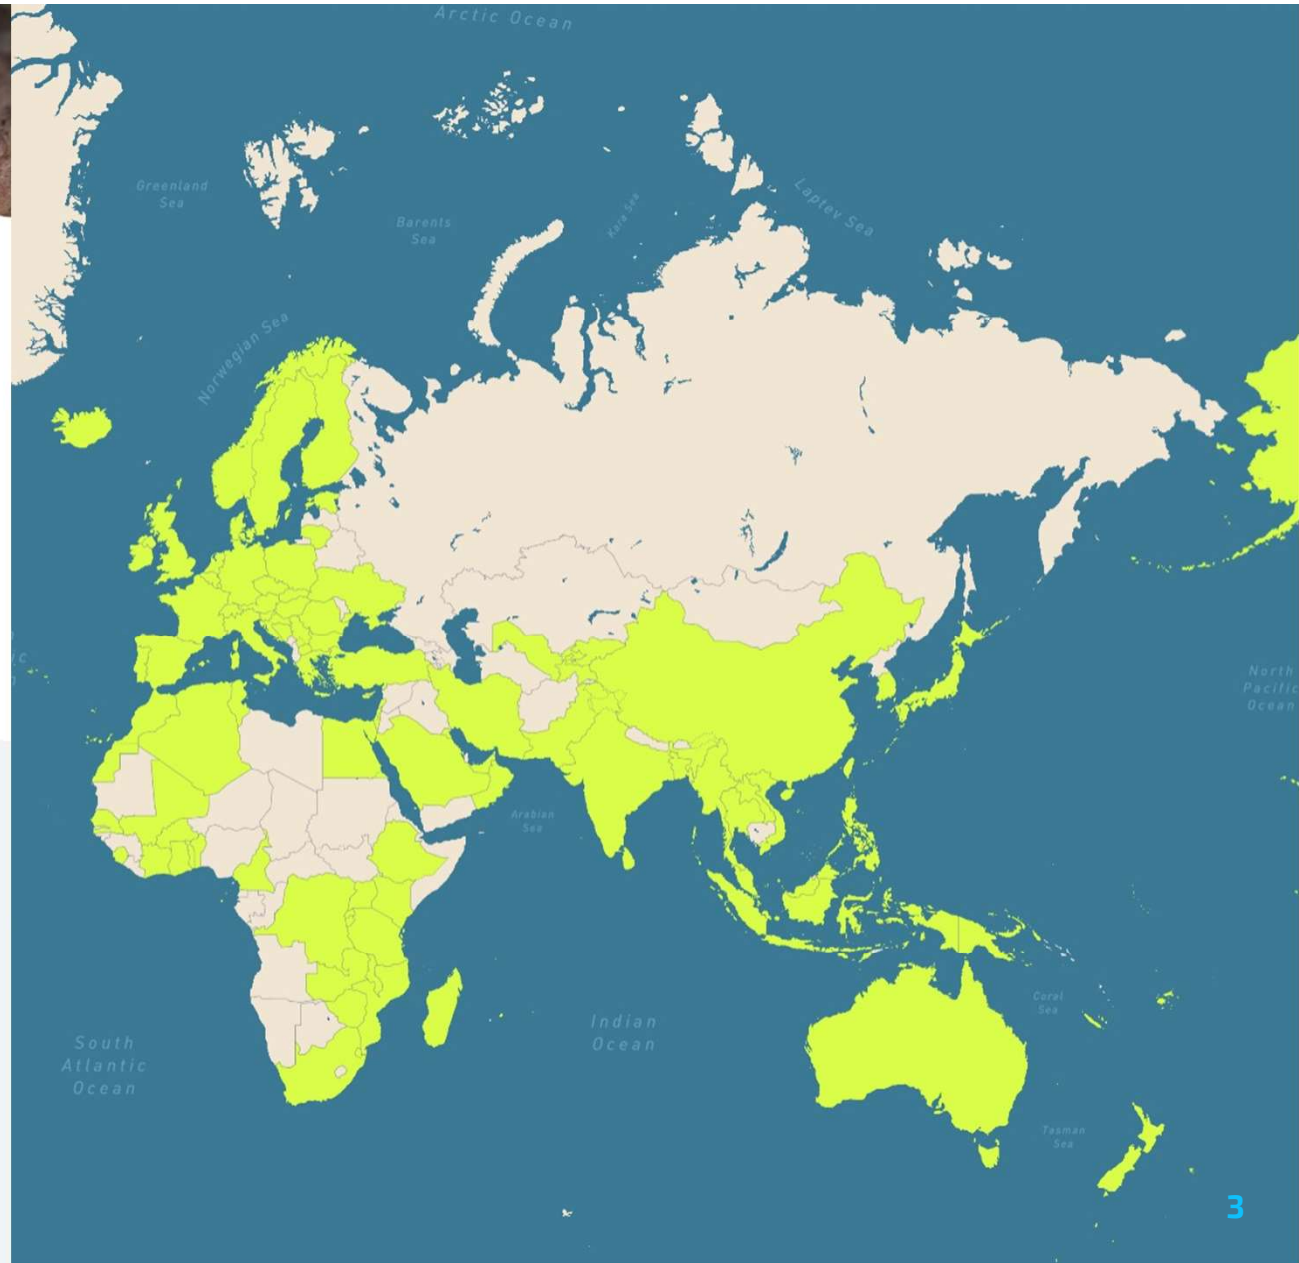 Arctic Ocean
Greenland
Sea
Barents
Sea
Kara Sea
Laptev Sea
Norwegian Sea
North
Pacific
Ocean
Arabian
Sea
Indian
Ocean
Coral
Sea
South
Atlantic
Ocean
Tasman
Sea
3